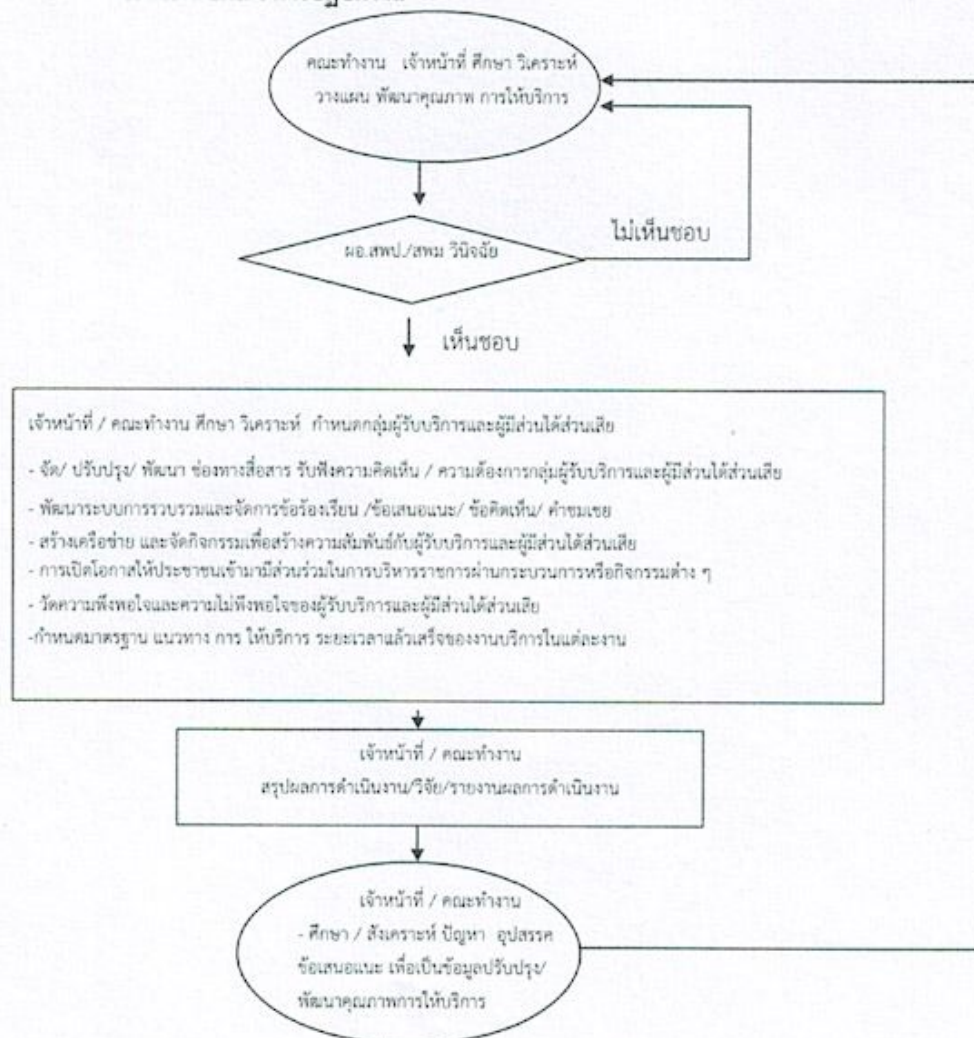 คณะทำงาน เจ้าหน้าที่ ศึกษา วิเคราะห์
วางแผน พัฒนาคุณภาพ การให้บริการ
ไม่เห็นชอบ
ผอ.สพป./สพม วินิจฉัย
เห็นชอบ
เจ้าหน้าที่ / คณะทำงาน ศึกษา วิเคราะห์ กำหนดกลุ่มผู้รับบริการและผู้มีส่วนได้ส่วนเสีย
- จัด/ ปรับปรุง/ พัฒนา ช่องทางสื่อสาร รับฟังความคิดเห็น / ความต้องการกลุ่มผู้รับบริการและผู้มีส่วนได้ส่วนเสีย
- พัฒนาระบบการรวบรวมและจัดการข้อร้องเรียน /ข้อเสนอแนะ/ ข้อคิดเห็น/ คำชมเชย
- สร้างเครือข่าย และจัดกิจกรรมเพื่อสร้างความสัมพันธ์กับผู้รับบริการและผู้มีส่วนได้ส่วนเสีย
- การเปิดโอกาสให้ประชาชนเข้ามามีส่วนร่วมในการบริหารราชการผ่านกระบวนการหรือกิจกรรมต่าง ๆ
- วัดความพึงพอใจและความไม่พึงพอใจของผู้รับบริการและผู้มีส่วนได้ส่วนเสีย
-กำหนดมาตรฐาน แนวทาง การ ให้บริการ ระยะเวลาแล้วเสร็จของงานบริการในแต่ละงาน
เจ้าหน้าที่ / คณะทำงาน
สรุปผลการดำเนินงาน/วิจัย/รายงานผลการดำเนินงาน
เจ้าหน้าที่ / คณะทำงาน
- ศึกษา / สังเคราะห์ ปัญหา อุปสรรค
ข้อเสนอแนะ เพื่อเป็นข้อมูลปรับปรุง/
พัฒนาคุณภาพการให้บริการ